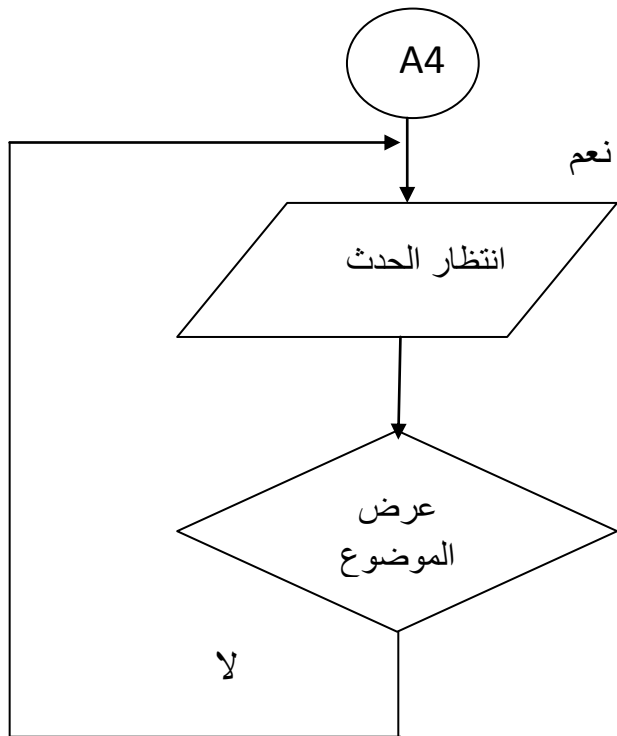 A4
نعم
انتظار الحدث
عرض
الموضوع
لا